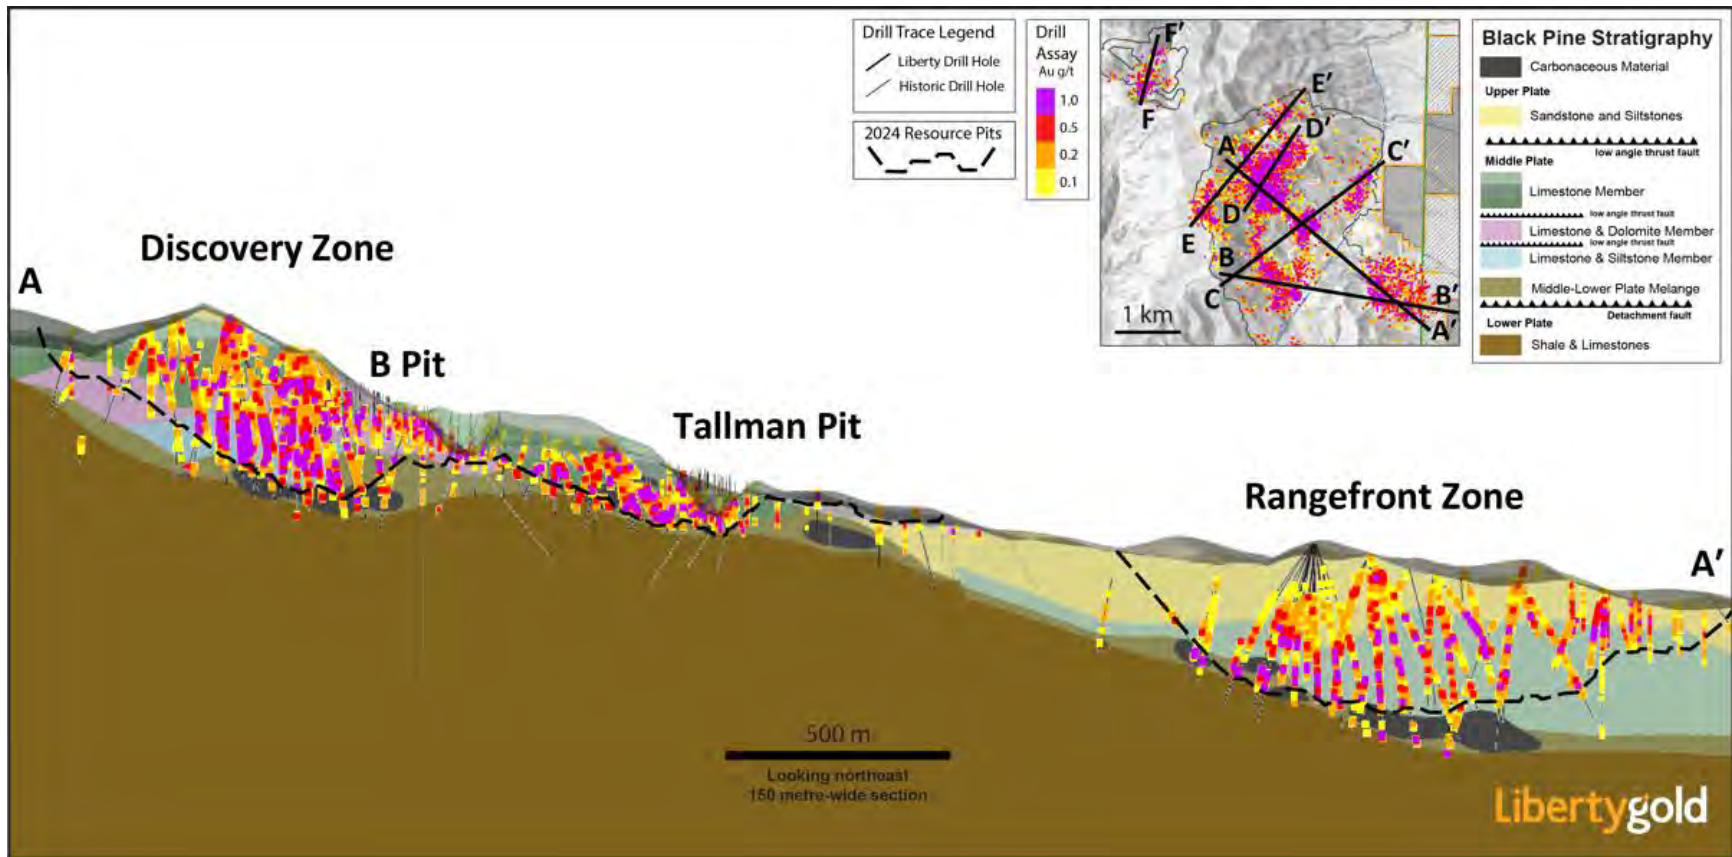 Drill Trace Legend
Liberty Drill Hole
Historic Drill Hole
2024 Resource Pits
Drill
Assay
Au g/t
1.0
0.5
0.2
0.1
F'
F
E'
D'
A
C'
D
E
B
C
B'
A'
1 km
Black Pine Stratigraphy
Carbonaceous Material
Upper Plate
Sandstone and Siltstones
low angle thrust fault
Middle Plate
Limestone Member
low angle thrust fault
Limestone & Dolomite Member
low angle thrust fault
Limestone & Siltstone Member
Middle-Lower Plate Melange
Detachment fault
Lower Plate
Shale & Limestones
Discovery Zone
A
B Pit
Tallman Pit
Rangefront Zone
A'
500 m
Looking northeast
150 metre-wide section
Libertygold